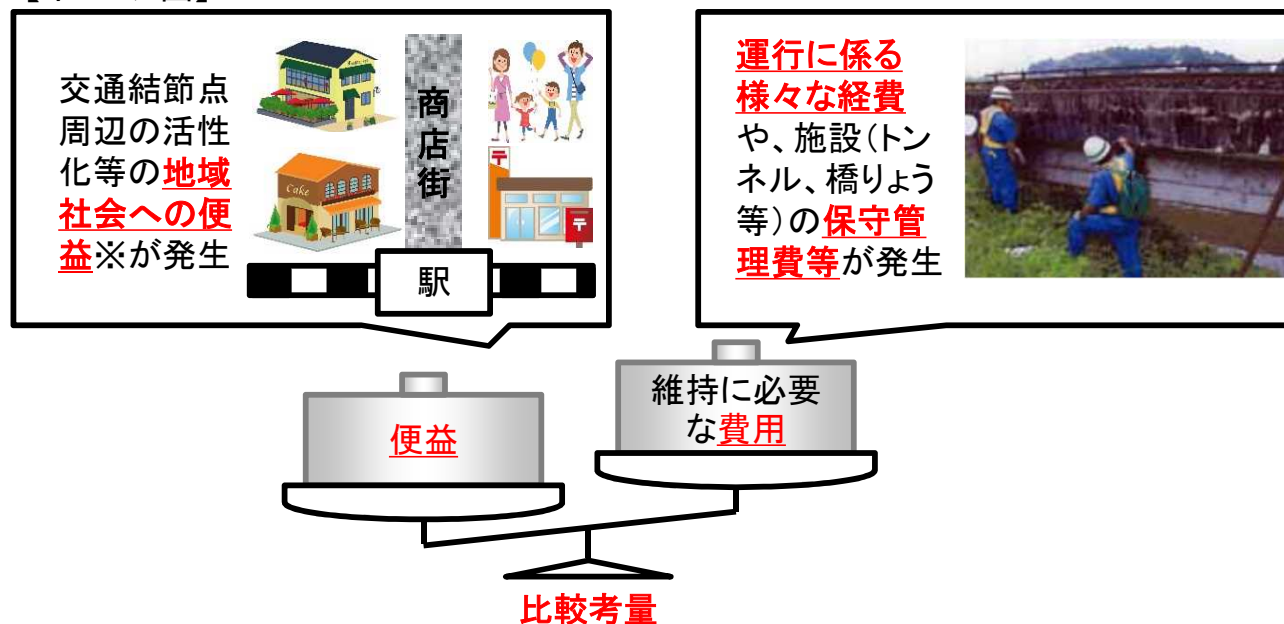 交通結節点
周辺の活性
化等の地域
社会への便
益※が発生
商店街
Cake
〒
〒
駅
運行に係る
様々な経費
や、施設(トン
ネル、橋りょう
等)の保守管
理費等が発生
便益
維持に必要
な費用
比較考量